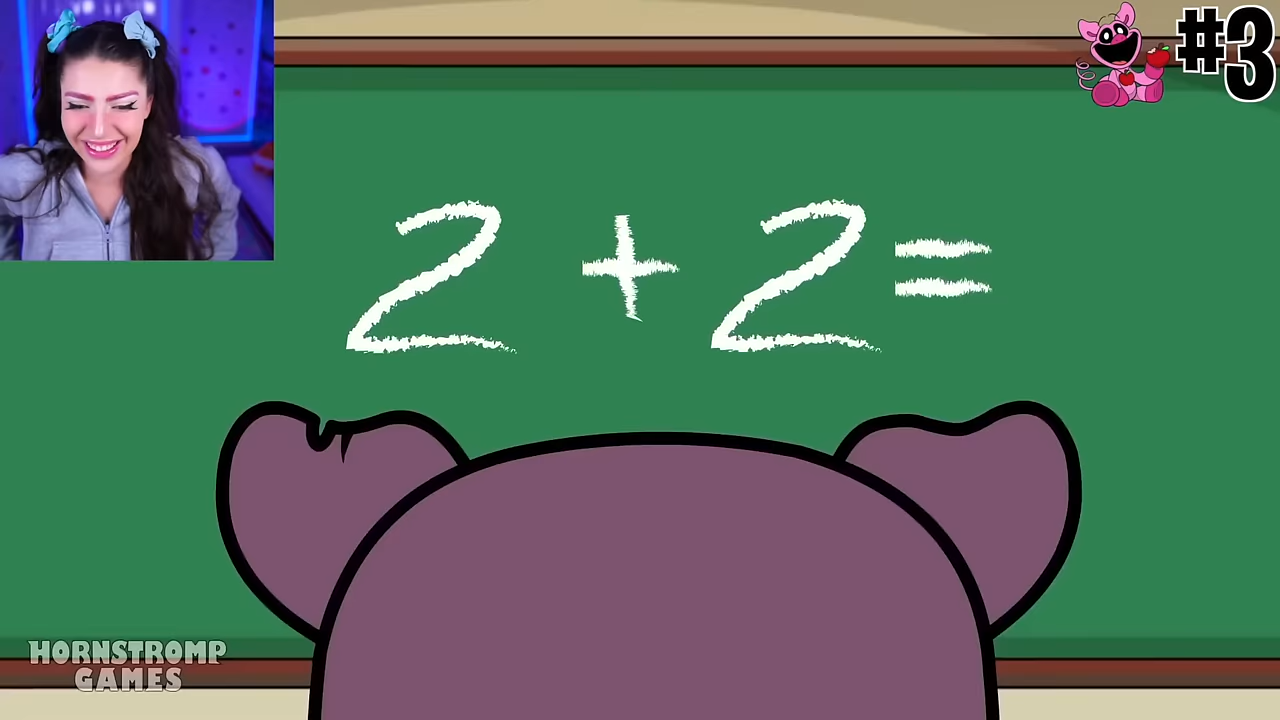 #3
2 + 2 =
HORNSTROMP
GAMES